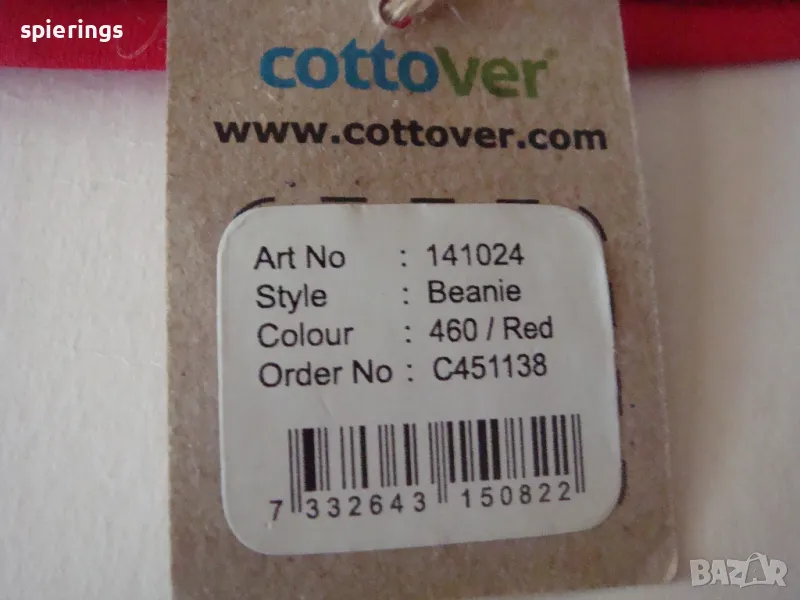 spierings
cottover
www.cottover.com
Art No : 141024
Style : Beanie
Colour : 460 / Red
Order No : C451138
7 332643 150822
BAZAR